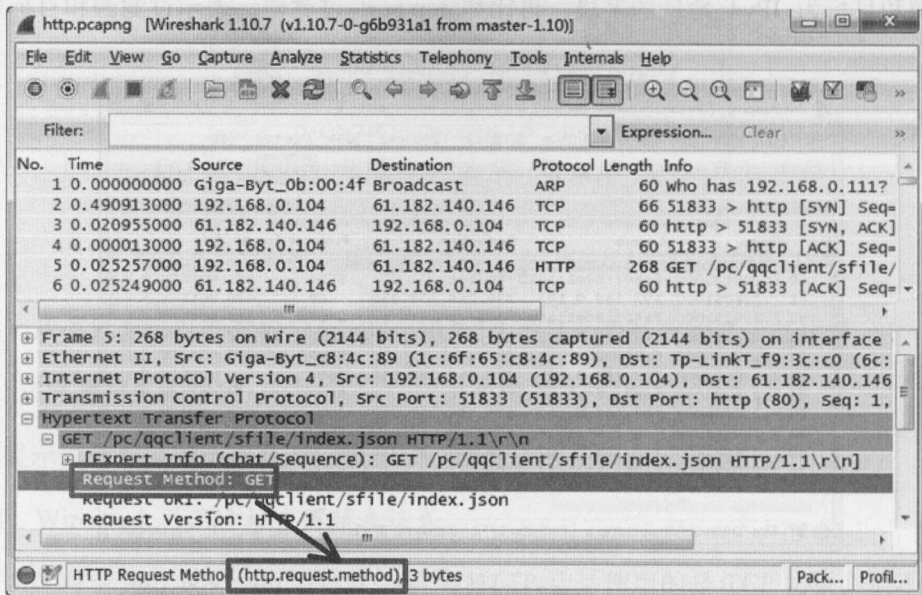 http.pcapng [Wireshark 1.10.7 (v1.10.7-0-g6b931a1 from master-1.10)]
File Edit View Go Capture Analyze Statistics Telephony Tools Internals Help
Filter: Expression... Clear
No. Time Source Destination Protocol Length Info
1 0.000000000 Giga-Byt_0b:00:4f Broadcast ARP 60 Who has 192.168.0.111?
2 0.490913000 192.168.0.104 61.182.140.146 TCP 66 51833 > http [SYN] Seq=
3 0.020955000 61.182.140.146 192.168.0.104 TCP 60 http > 51833 [SYN, ACK]
4 0.000013000 192.168.0.104 61.182.140.146 TCP 60 51833 > http [ACK] Seq=
5 0.025257000 192.168.0.104 61.182.140.146 HTTP 268 GET /pc/qqclient/sfile/
6 0.025249000 61.182.140.146 192.168.0.104 TCP 60 http > 51833 [ACK] Seq=
Frame 5: 268 bytes on wire (2144 bits), 268 bytes captured (2144 bits) on interface
Ethernet II, Src: Giga-Byt_c8:4c:89 (1c:6f:65:c8:4c:89), Dst: Tp-LinkT_f9:3c:c0 (6c:
Internet Protocol Version 4, Src: 192.168.0.104 (192.168.0.104), Dst: 61.182.140.146
Transmission Control Protocol, Src Port: 51833 (51833), Dst Port: http (80), Seq: 1,
Hypertext Transfer Protocol
GET /pc/qqclient/sfile/index.json HTTP/1.1\r\n
[Expert Info (Chat/Sequence): GET /pc/qqclient/sfile/index.json HTTP/1.1\r\n]
Request Method: GET
Request URI: /pc/qqclient/sfile/index.json
Request Version: HTTP/1.1
HTTP Request Method (http.request.method), 3 bytes Pack... Profil...